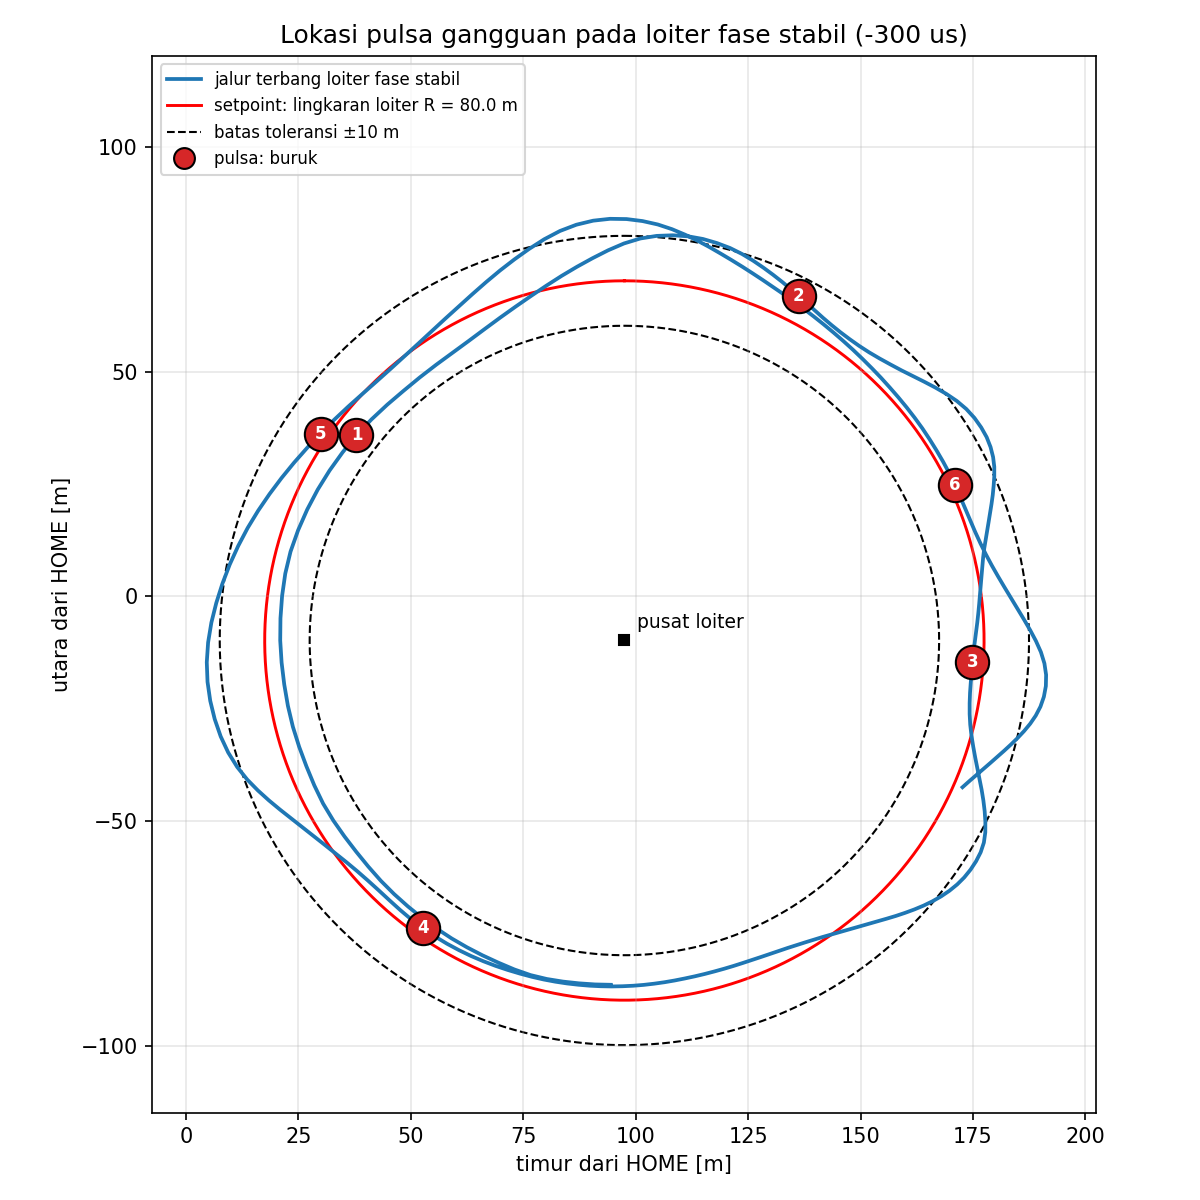 Lokasi pulsa gangguan pada loiter fase stabil (-300 us)
jalur terbang loiter fase stabil
setpoint: lingkaran loiter R = 80.0 m
batas toleransi ±10 m
pulsa: buruk
utara dari HOME [m]
100
50
0
−50
−100
2
5
1
6
pusat loiter
3
4
0
25
50
75
100
125
150
175
200
timur dari HOME [m]